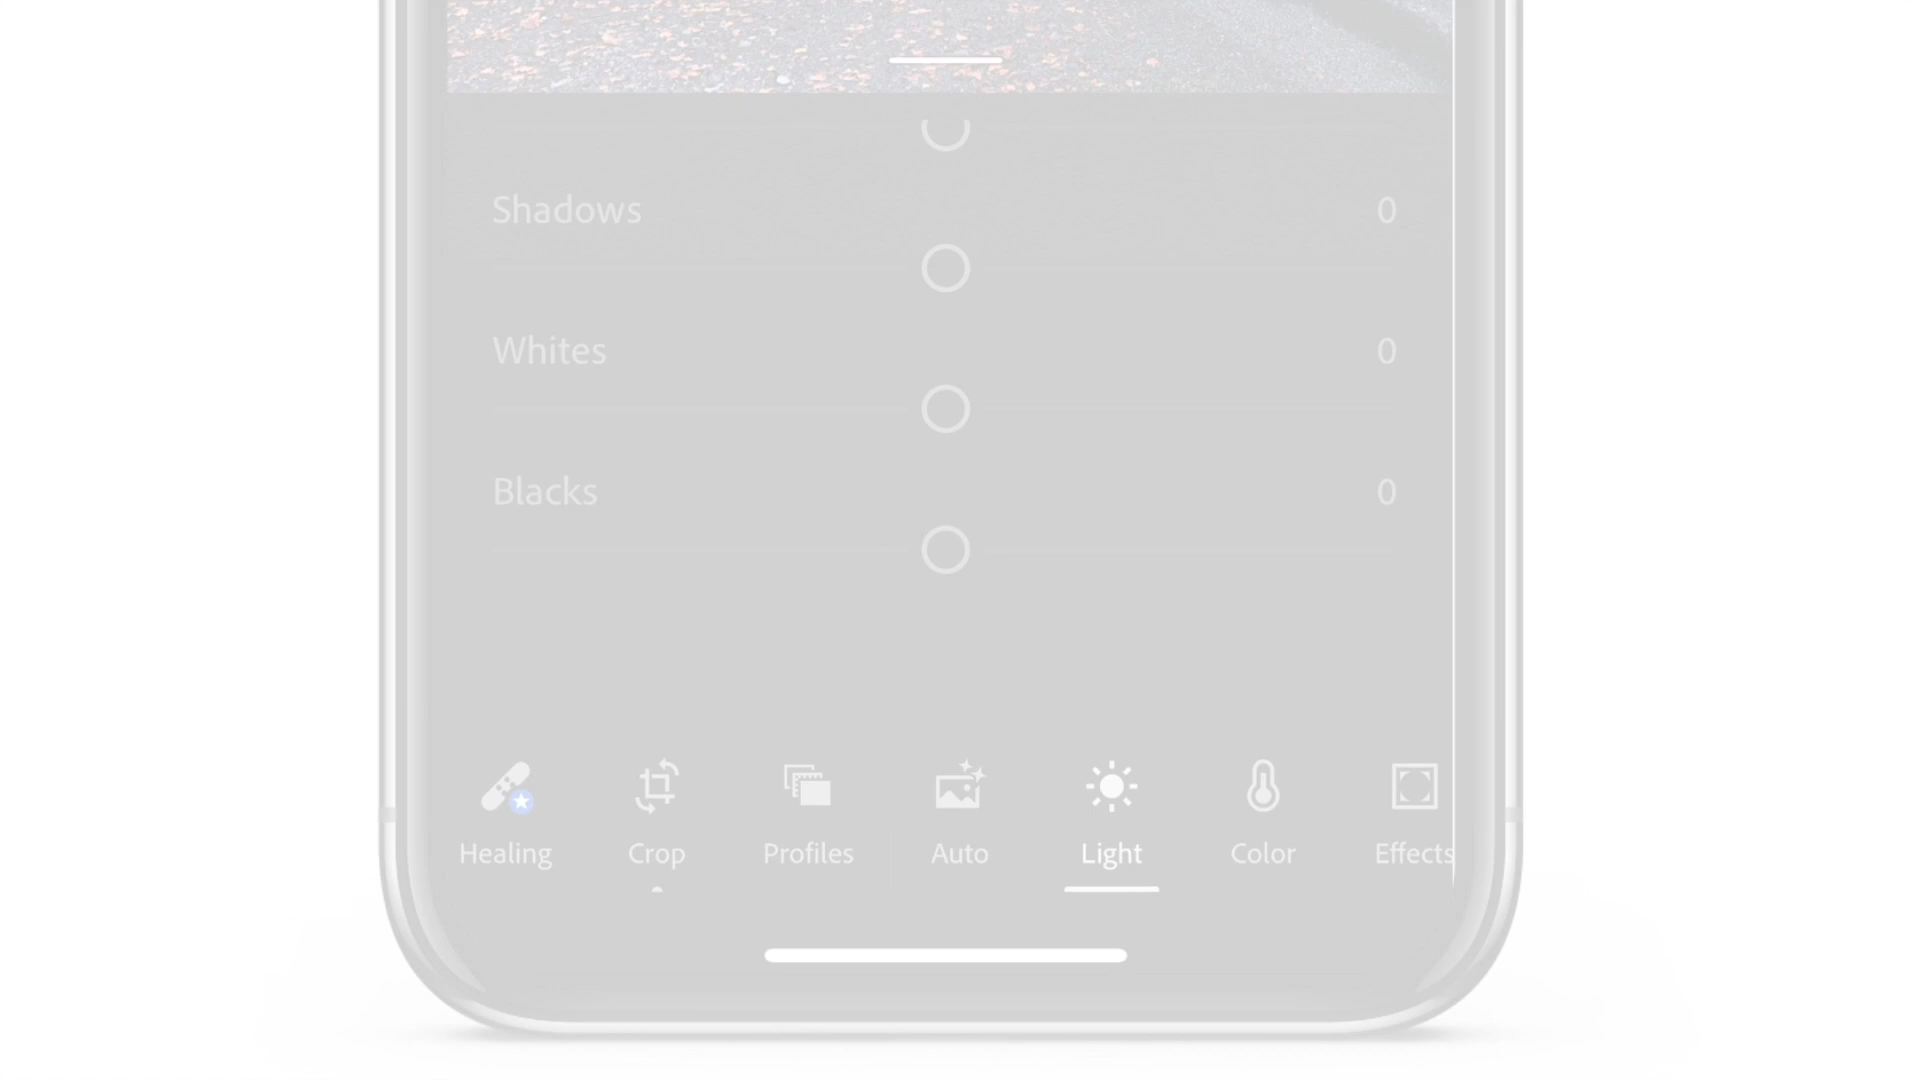 Shadows 0
Whites 0
Blacks 0
Healing Crop Profiles Auto Light Color Effects